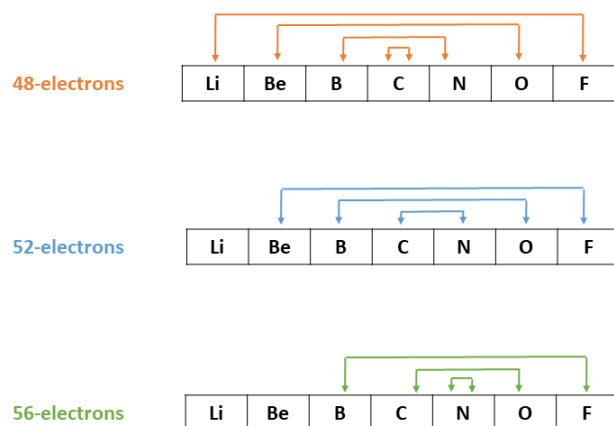 48-electrons Li Be B C N O F
52-electrons Li Be B C N O F
56-electrons Li Be B C N O F